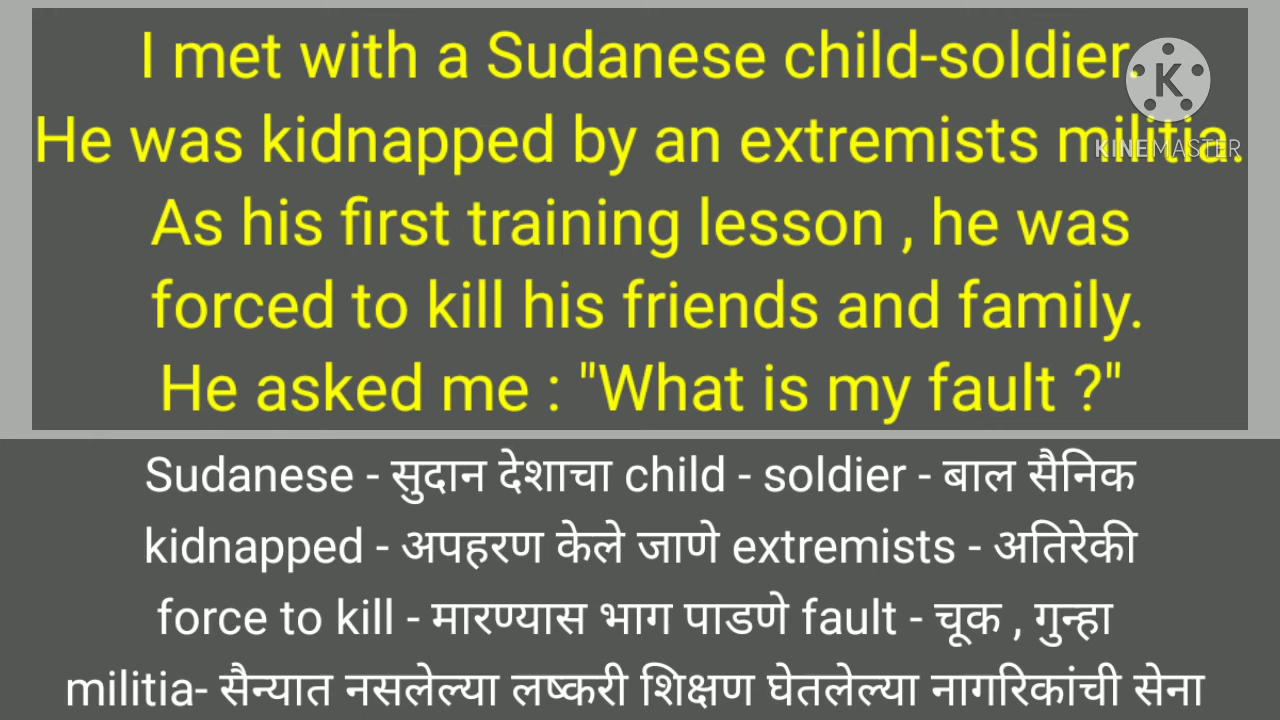 I met with a Sudanese child-soldier.
He was kidnapped by an extremists militia.
As his first training lesson , he was
forced to kill his friends and family.
He asked me : "What is my fault ?"
Sudanese - सुदान देशाचा child - soldier - बाल सैनिक
kidnapped - अपहरण केले जाणे extremists - अतिरेकी
force to kill - मारण्यास भाग पाडणे fault - चूक , गुन्हा
militia- सैन्यात नसलेल्या लष्करी शिक्षण घेतलेल्या नागरिकांची सेना
K
KINEMASTER